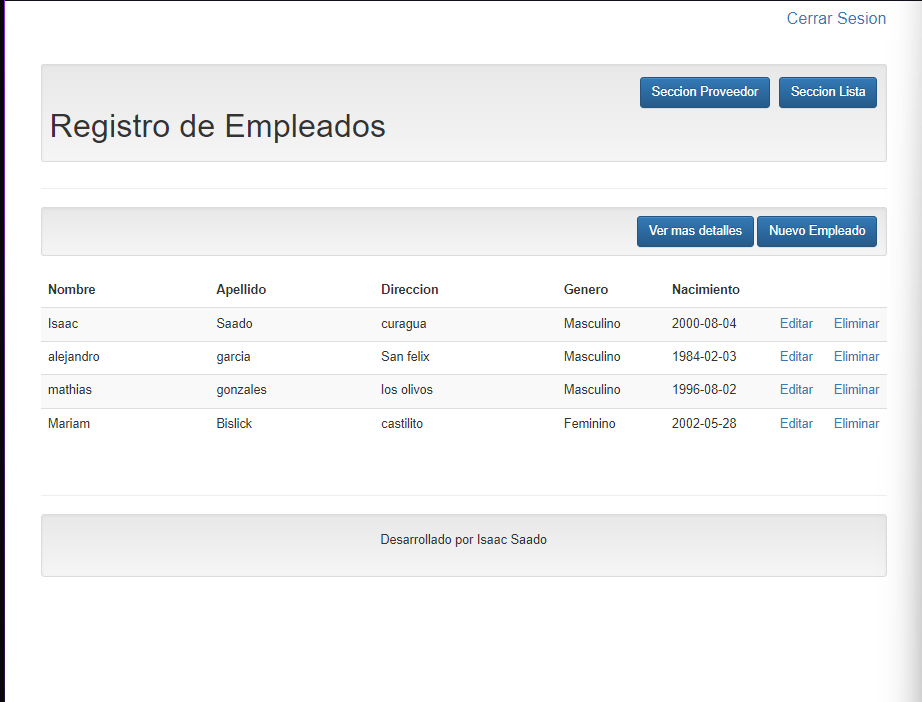 Cerrar Sesion
Seccion Proveedor Seccion Lista
Registro de Empleados
Ver mas detalles Nuevo Empleado
Nombre Apellido Direccion Genero Nacimiento
Isaac Saado curagua Masculino 2000-08-04 Editar Eliminar
alejandro garcia San felix Masculino 1984-02-03 Editar Eliminar
mathias gonzales los olivos Masculino 1996-08-02 Editar Eliminar
Mariam Bislick castilito Feminino 2002-05-28 Editar Eliminar
Desarrollado por Isaac Saado